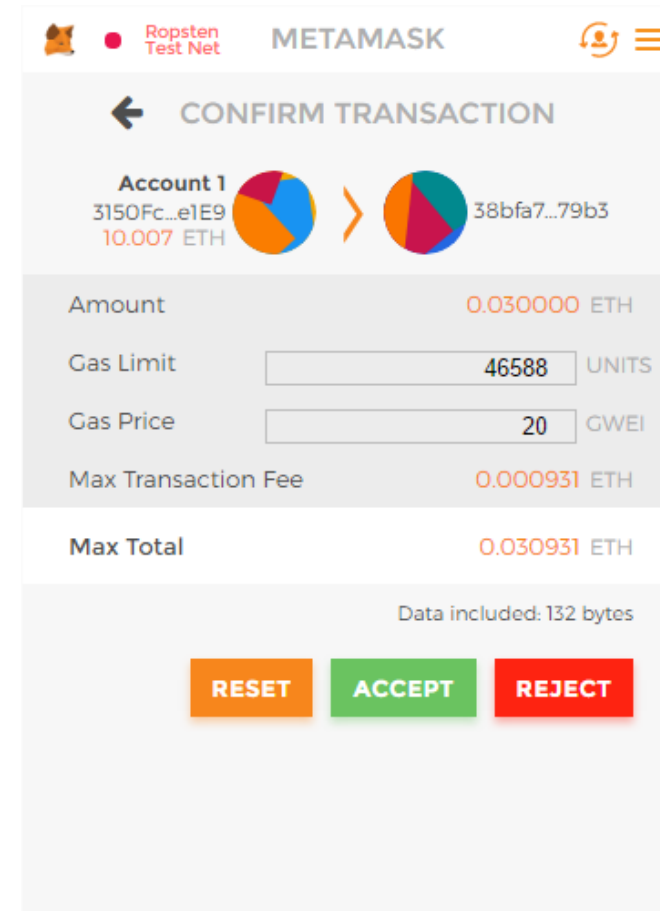 Ropsten
Test Net
METAMASK
CONFIRM TRANSACTION
Account 1
3150Fc...e1E9
10.007 ETH
38bfa7...79b3
Amount 0.030000 ETH
Gas Limit 46588 UNITS
Gas Price 20 GWEI
Max Transaction Fee 0.000931 ETH
Max Total 0.030931 ETH
Data included: 132 bytes
RESET ACCEPT REJECT